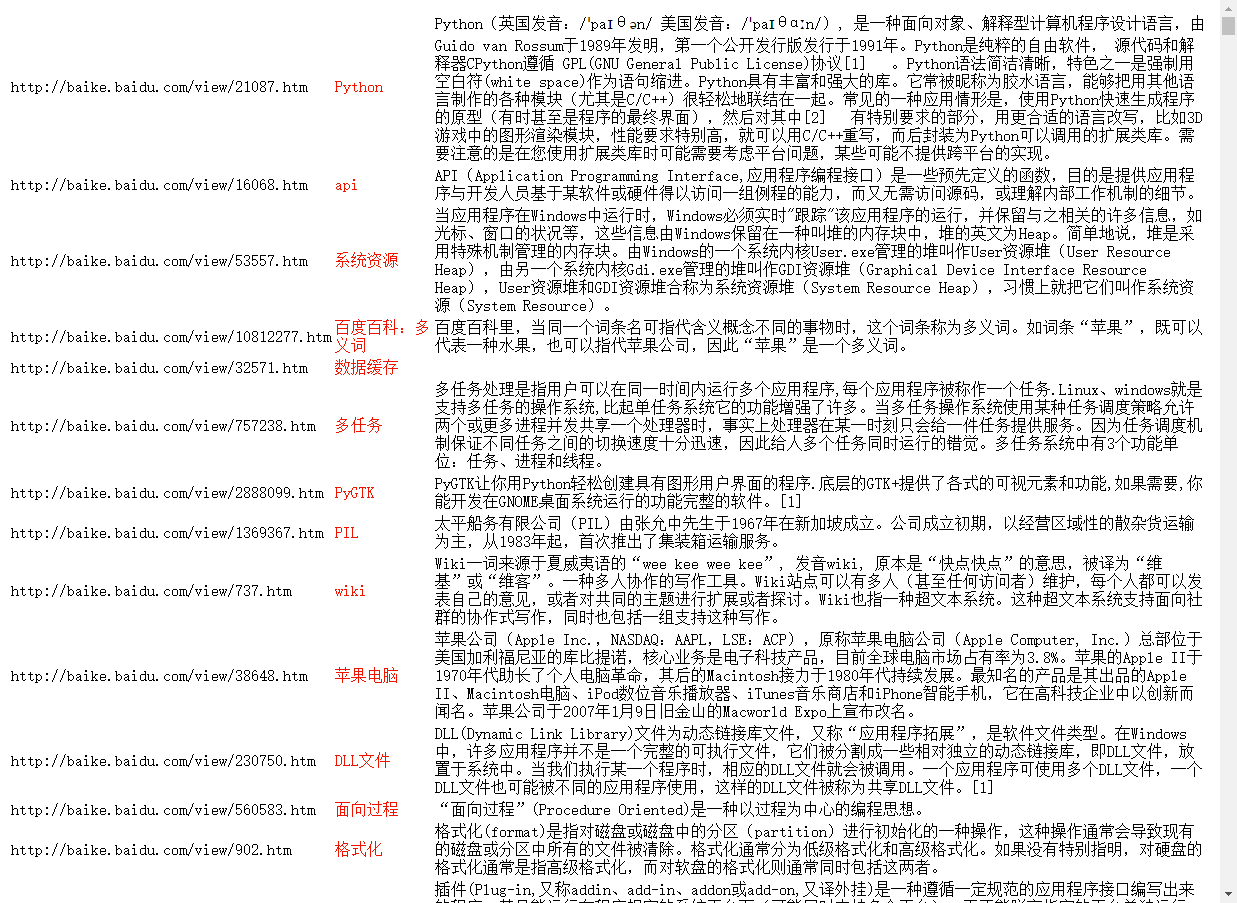 Python（英国发音：/ˈpaɪθən/ 美国发音：/ˈpaɪθɑːn/）, 是一种面向对象、解释型计算机程序设计语言，由
Guido van Rossum于1989年发明，第一个公开发行版发行于1991年。Python是纯粹的自由软件， 源代码和解
释器CPython遵循 GPL(GNU General Public License)协议[1] 。Python语法简洁清晰，特色之一是强制用
http://baike.baidu.com/view/21087.htm Python 空白符(white space)作为语句缩进。Python具有丰富和强大的库。它常被昵称为胶水语言，能够把用其他语
言制作的各种模块（尤其是C/C++）很轻松地联结在一起。常见的一种应用情形是，使用Python快速生成程序
的原型（有时甚至是程序的最终界面），然后对其中[2] 有特别要求的部分，用更合适的语言改写，比如3D
游戏中的图形渲染模块，性能要求特别高，就可以用C/C++重写，而后封装为Python可以调用的扩展类库。需
要注意的是在您使用扩展类库时可能需要考虑平台问题，某些可能不提供跨平台的实现。
http://baike.baidu.com/view/16068.htm api API（Application Programming Interface,应用程序编程接口）是一些预先定义的函数，目的是提供应用程
序与开发人员基于某软件或硬件得以访问一组例程的能力，而又无需访问源码，或理解内部工作机制的细节。
当应用程序在Windows中运行时，Windows必须实时"跟踪"该应用程序的运行，并保留与之相关的许多信息，如
光标、窗口的状况等，这些信息由Windows保留在一种叫堆的内存块中，堆的英文为Heap。简单地说，堆是采
http://baike.baidu.com/view/53557.htm 系统资源 用特殊机制管理的内存块。由Windows的一个系统内核User.exe管理的堆叫作User资源堆（User Resource
Heap）, 由另一个系统内核Gdi.exe管理的堆叫作GDI资源堆（Graphical Device Interface Resource
Heap）, User资源堆和GDI资源堆合称为系统资源堆（System Resource Heap）, 习惯上就把它们叫作系统资
源（System Resource）。
http://baike.baidu.com/view/10812277.htm 百度百科：多 百度百科里，当同一个词条名可指代含义概念不同的事物时，这个词条称为多义词。如词条“苹果”，既可以
义词 代表一种水果，也可以指代苹果公司，因此“苹果”是一个多义词。
http://baike.baidu.com/view/32571.htm 数据缓存
多任务处理是指用户可以在同一时间内运行多个应用程序,每个应用程序被称作一个任务.Linux、windows就是
支持多任务的操作系统,比起单任务系统它的功能增强了许多。当多任务操作系统使用某种任务调度策略允许
http://baike.baidu.com/view/757238.htm 多任务 两个或更多进程并发共享一个处理器时，事实上处理器在某一时刻只会给一件任务提供服务。因为任务调度机
制保证不同任务之间的切换速度十分迅速，因此给人多个任务同时运行的错觉。多任务系统中有3个功能单
位：任务、进程和线程。
http://baike.baidu.com/view/2888099.htm PyGTK PyGTK让你用Python轻松创建具有图形用户界面的程序.底层的GTK+提供了各式的可视元素和功能,如果需要,你
能开发在GNOME桌面系统运行的功能完整的软件。[1]
http://baike.baidu.com/view/1369367.htm PIL 太平船务有限公司（PIL）由张允中先生于1967年在新加坡成立。公司成立初期，以经营区域性的散杂货运输
为主，从1983年起，首次推出了集装箱运输服务。
Wiki一词来源于夏威夷语的“wee kee wee kee”, 发音wiki, 原本是“快点快点”的意思，被译为“维
http://baike.baidu.com/view/737.htm wiki 基”或“维客”。一种多人协作的写作工具。Wiki站点可以有多人（甚至任何访问者）维护，每个人都可以发
表自己的意见，或者对共同的主题进行扩展或者探讨。Wiki也指一种超文本系统。这种超文本系统支持面向社
群的协作式写作，同时也包括一组支持这种写作。
苹果公司（Apple Inc., NASDAQ：AAPL，LSE：ACP），原称苹果电脑公司（Apple Computer, Inc.）总部位于
美国加利福尼亚的库比提诺，核心业务是电子科技产品，目前全球电脑市场占有率为3.8%。苹果的Apple II于
http://baike.baidu.com/view/38648.htm 苹果电脑 1970年代助长了个人电脑革命，其后的Macintosh接力于1980年代持续发展。最知名的产品是其出品的Apple
II、Macintosh电脑、iPod数位音乐播放器、iTunes音乐商店和iPhone智能手机，它在高科技企业中以创新而
闻名。苹果公司于2007年1月9日旧金山的Macworld Expo上宣布改名。
DLL(Dynamic Link Library)文件为动态链接库文件，又称“应用程序拓展”，是软件文件类型。在Windows
http://baike.baidu.com/view/230750.htm DLL文件 中，许多应用程序并不是一个完整的可执行文件，它们被分割成一些相对独立的动态链接库，即DLL文件，放
置于系统中。当我们执行某一个程序时，相应的DLL文件就会被调用。一个应用程序可使用多个DLL文件，一个
DLL文件也可能被不同的应用程序使用，这样的DLL文件被称为共享DLL文件。[1]
http://baike.baidu.com/view/560583.htm 面向过程 “面向过程”(Procedure Oriented)是一种以过程为中心的编程思想。
格式化(format)是指对磁盘或磁盘中的分区（partition）进行初始化的一种操作，这种操作通常会导致现有
http://baike.baidu.com/view/902.htm 格式化 的磁盘或分区中所有的文件被清除。格式化通常分为低级格式化和高级格式化。如果没有特别指明，对硬盘的
格式化通常是指高级格式化，而对软盘的格式化则通常同时包括这两者。
插件(Plug-in,又称addin、add-in、addon或add-on,又译外挂)是一种遵循一定规范的应用程序接口编写出来